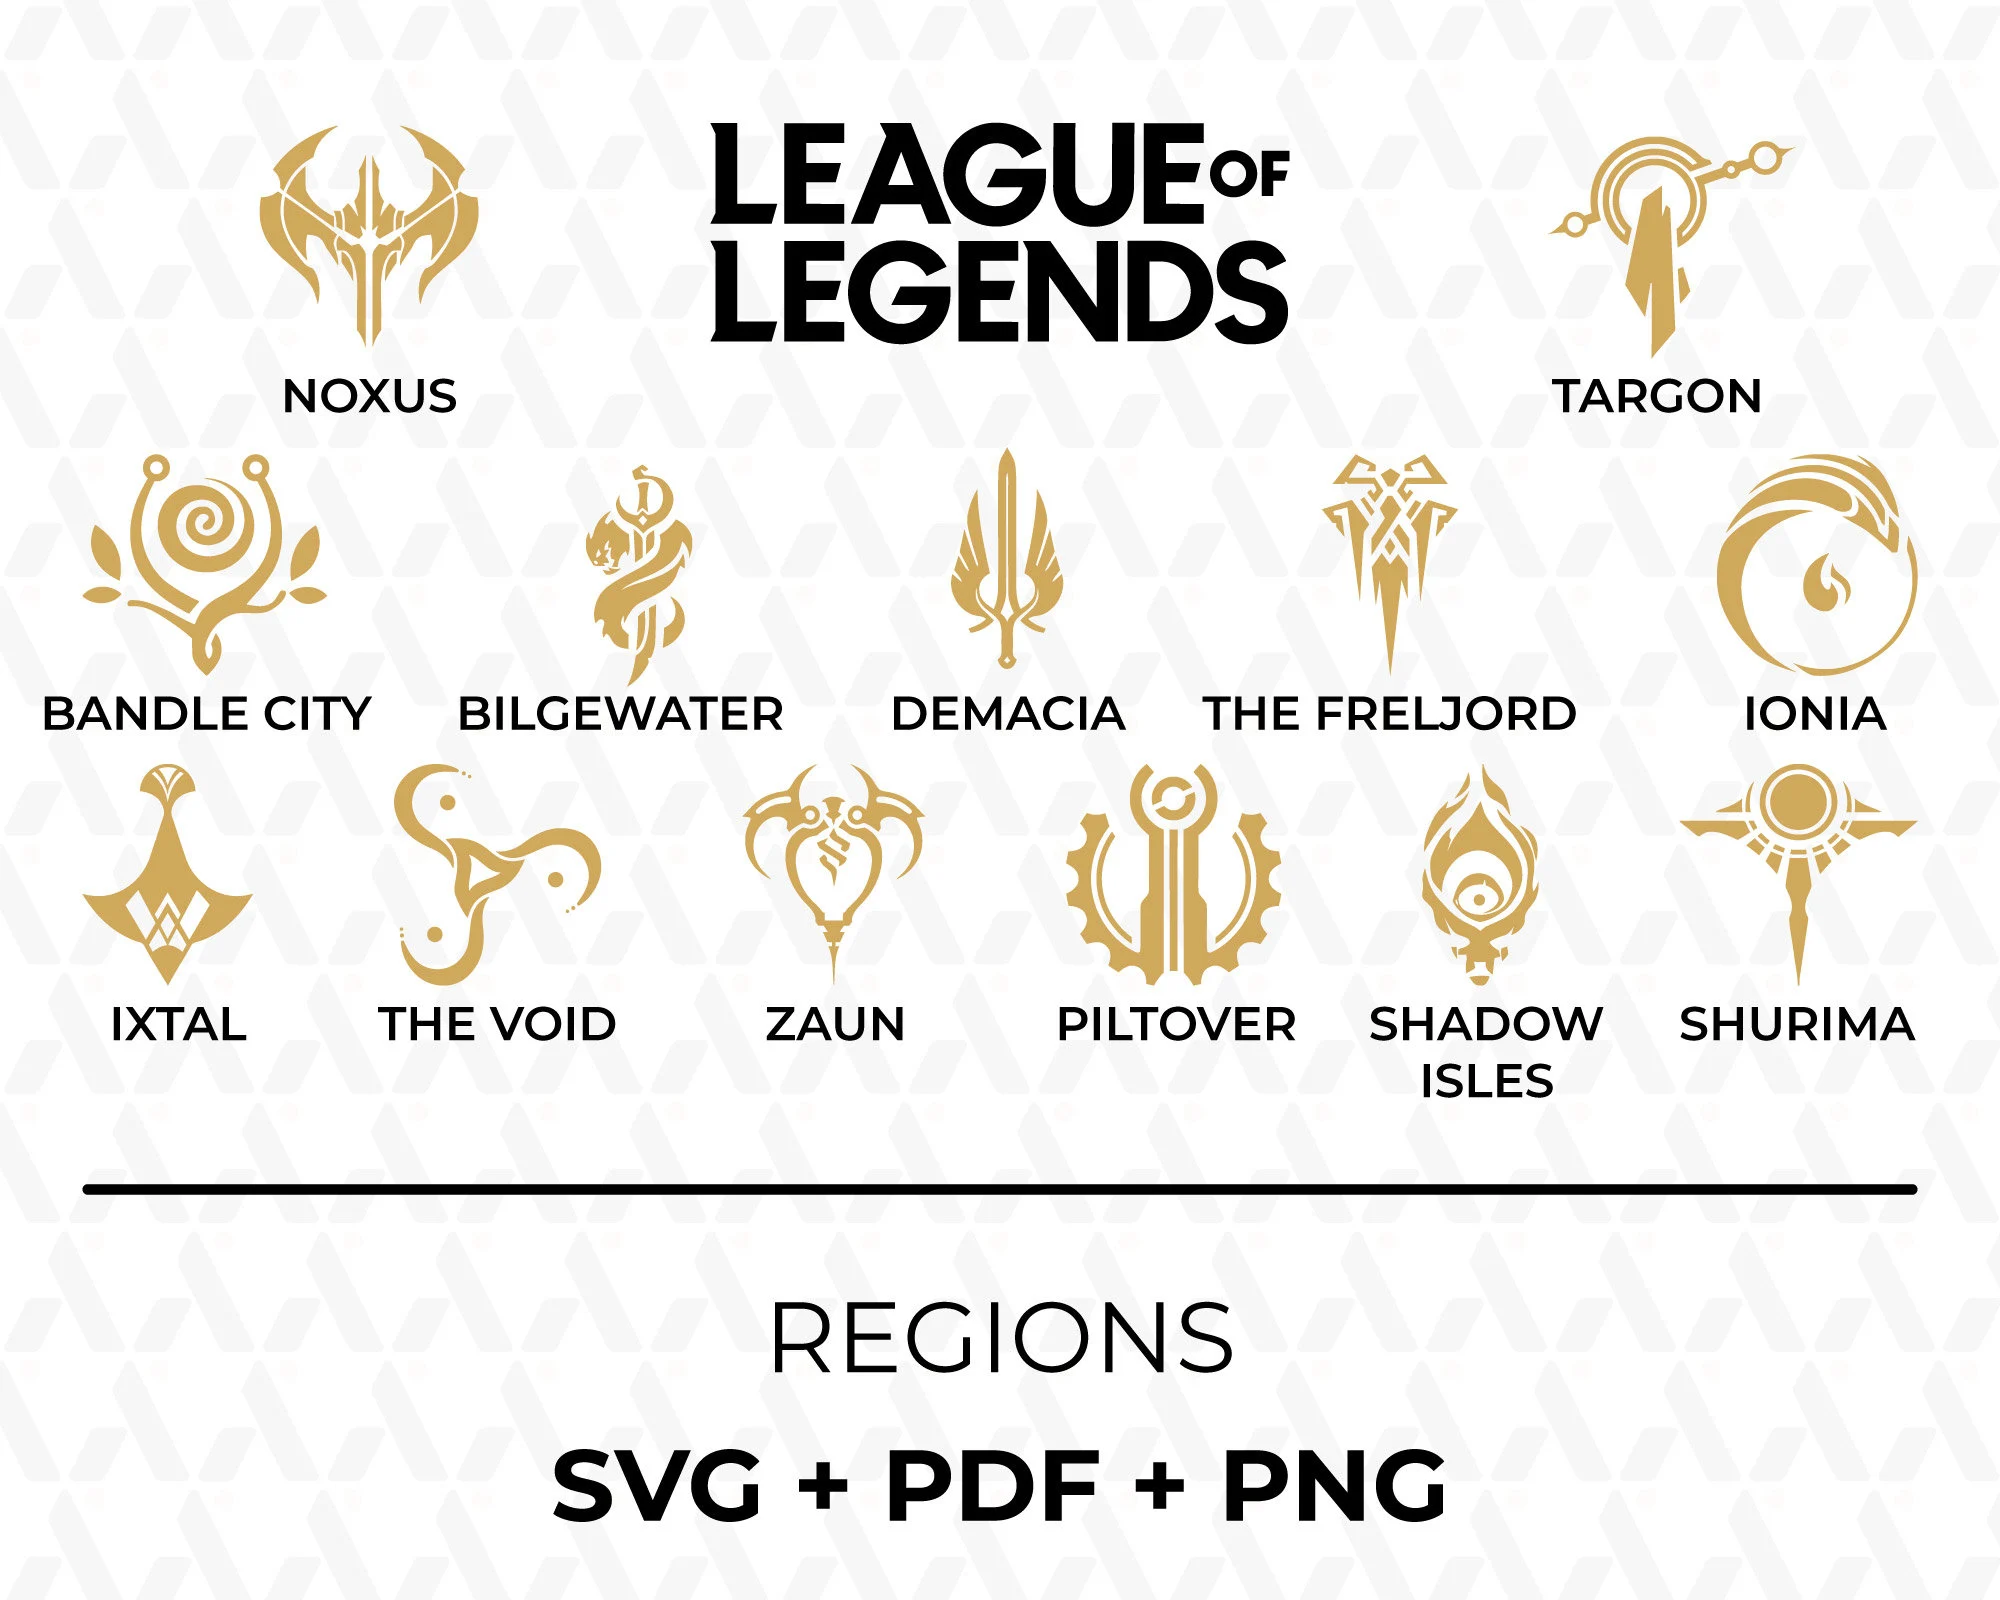 LEAGUE OF
LEGENDS
NOXUS
TARGON
BANDLE CITY
BILGEWATER
DEMACIA
THE FRELJORD
IONIA
IXTAL
THE VOID
ZAUN
PILTOVER
SHADOW
ISLES
SHURIMA
REGIONS
SVG + PDF + PNG